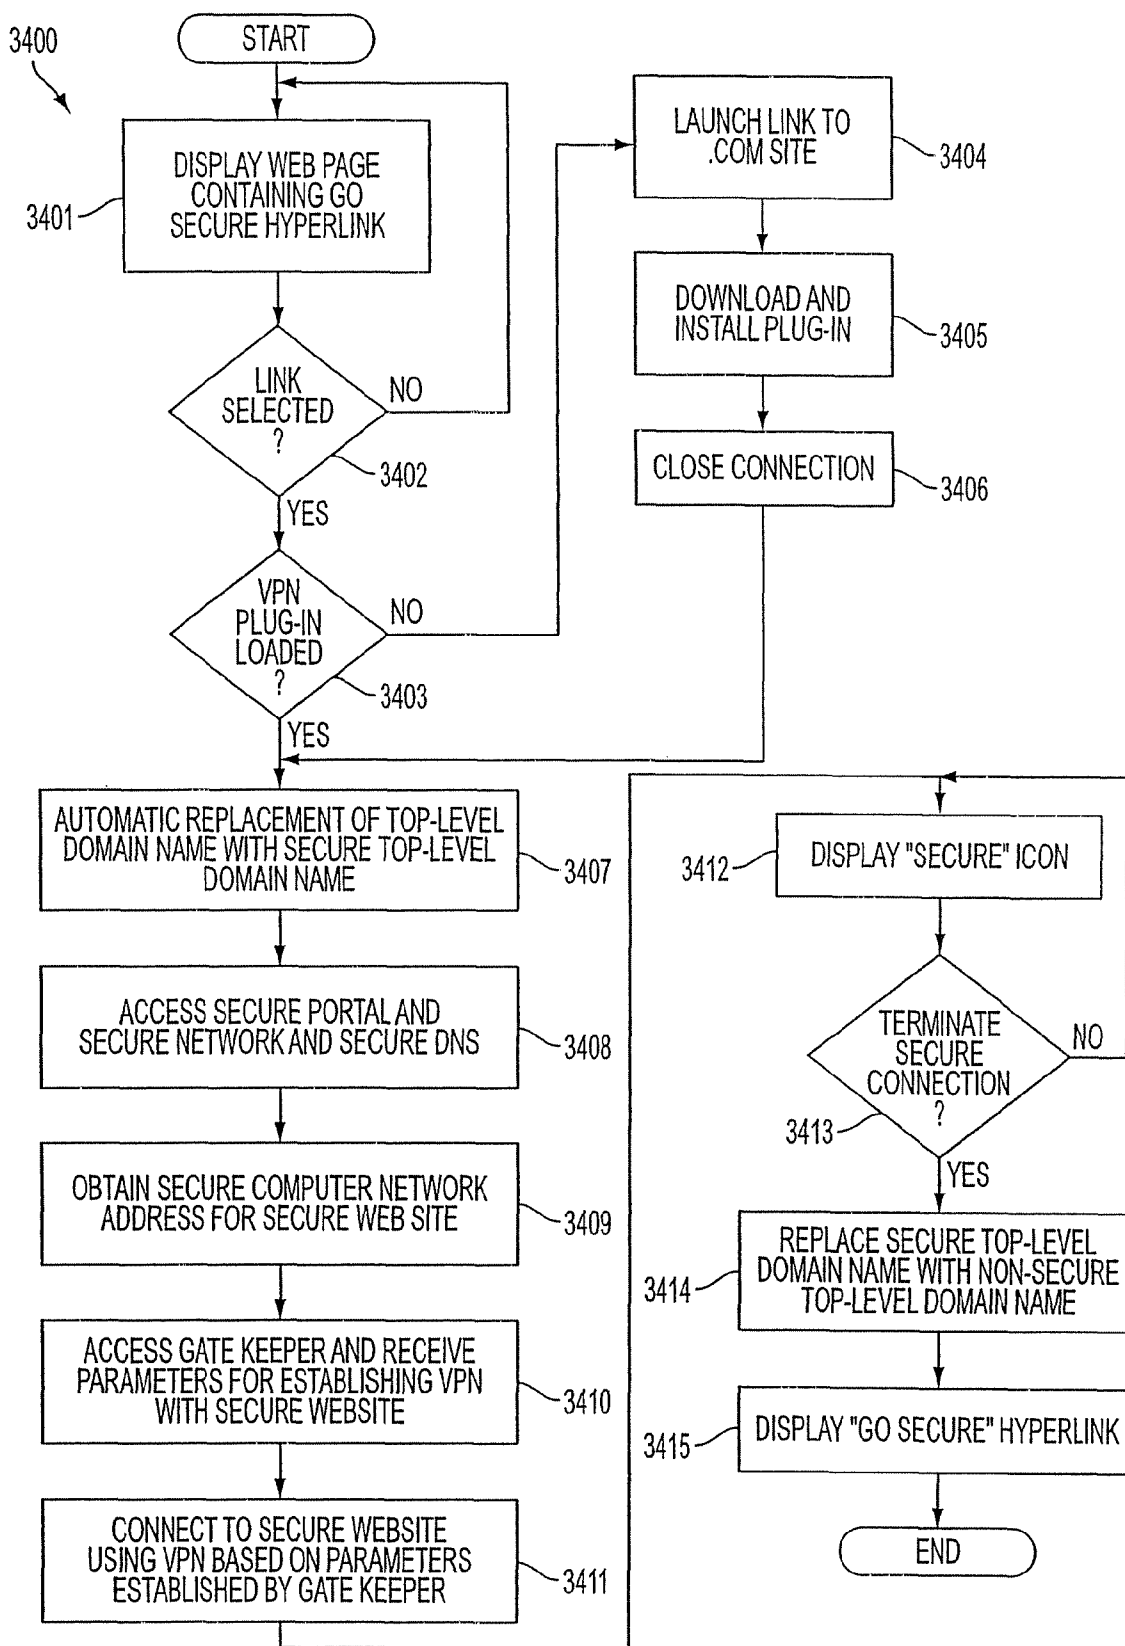 3400
START
DISPLAY WEB PAGE
CONTAINING GO
SECURE HYPERLINK
3401
LINK
SELECTED
?
NO
3402
YES
VPN
PLUG-IN
LOADED
?
NO
3403
YES
LAUNCH LINK TO
.COM SITE
3404
DOWNLOAD AND
INSTALL PLUG-IN
3405
CLOSE CONNECTION
3406
AUTOMATIC REPLACEMENT OF TOP-LEVEL
DOMAIN NAME WITH SECURE TOP-LEVEL
DOMAIN NAME
3407
ACCESS SECURE PORTAL AND
SECURE NETWORK AND SECURE DNS
3408
OBTAIN SECURE COMPUTER NETWORK
ADDRESS FOR SECURE WEB SITE
3409
ACCESS GATE KEEPER AND RECEIVE
PARAMETERS FOR ESTABLISHING VPN
WITH SECURE WEBSITE
3410
CONNECT TO SECURE WEBSITE
USING VPN BASED ON PARAMETERS
ESTABLISHED BY GATE KEEPER
3411
3412
DISPLAY "SECURE" ICON
TERMINATE
SECURE
CONNECTION
?
NO
3413
YES
REPLACE SECURE TOP-LEVEL
DOMAIN NAME WITH NON-SECURE
TOP-LEVEL DOMAIN NAME
3414
DISPLAY "GO SECURE" HYPERLINK
3415
END